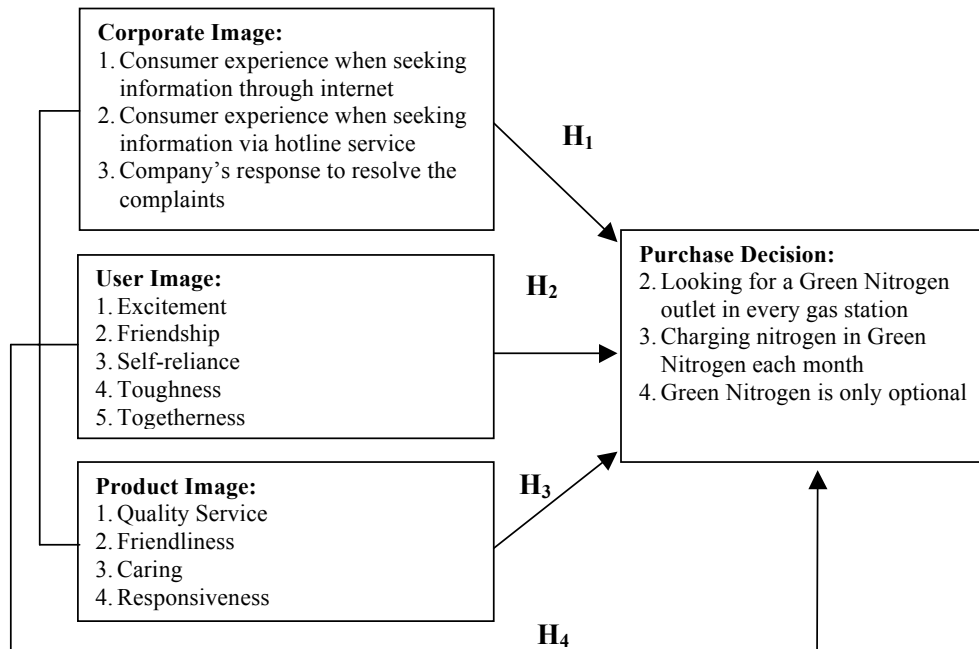 Corporate Image:
1. Consumer experience when seeking
information through internet
2. Consumer experience when seeking
information via hotline service
3. Company's response to resolve the
complaints
H₁
User Image:
1. Excitement
2. Friendship
3. Self-reliance
4. Toughness
5. Togetherness
H₂
Purchase Decision:
2. Looking for a Green Nitrogen
outlet in every gas station
3. Charging nitrogen in Green
Nitrogen each month
4. Green Nitrogen is only optional
Product Image:
1. Quality Service
2. Friendliness
3. Caring
4. Responsiveness
H₃
H₄